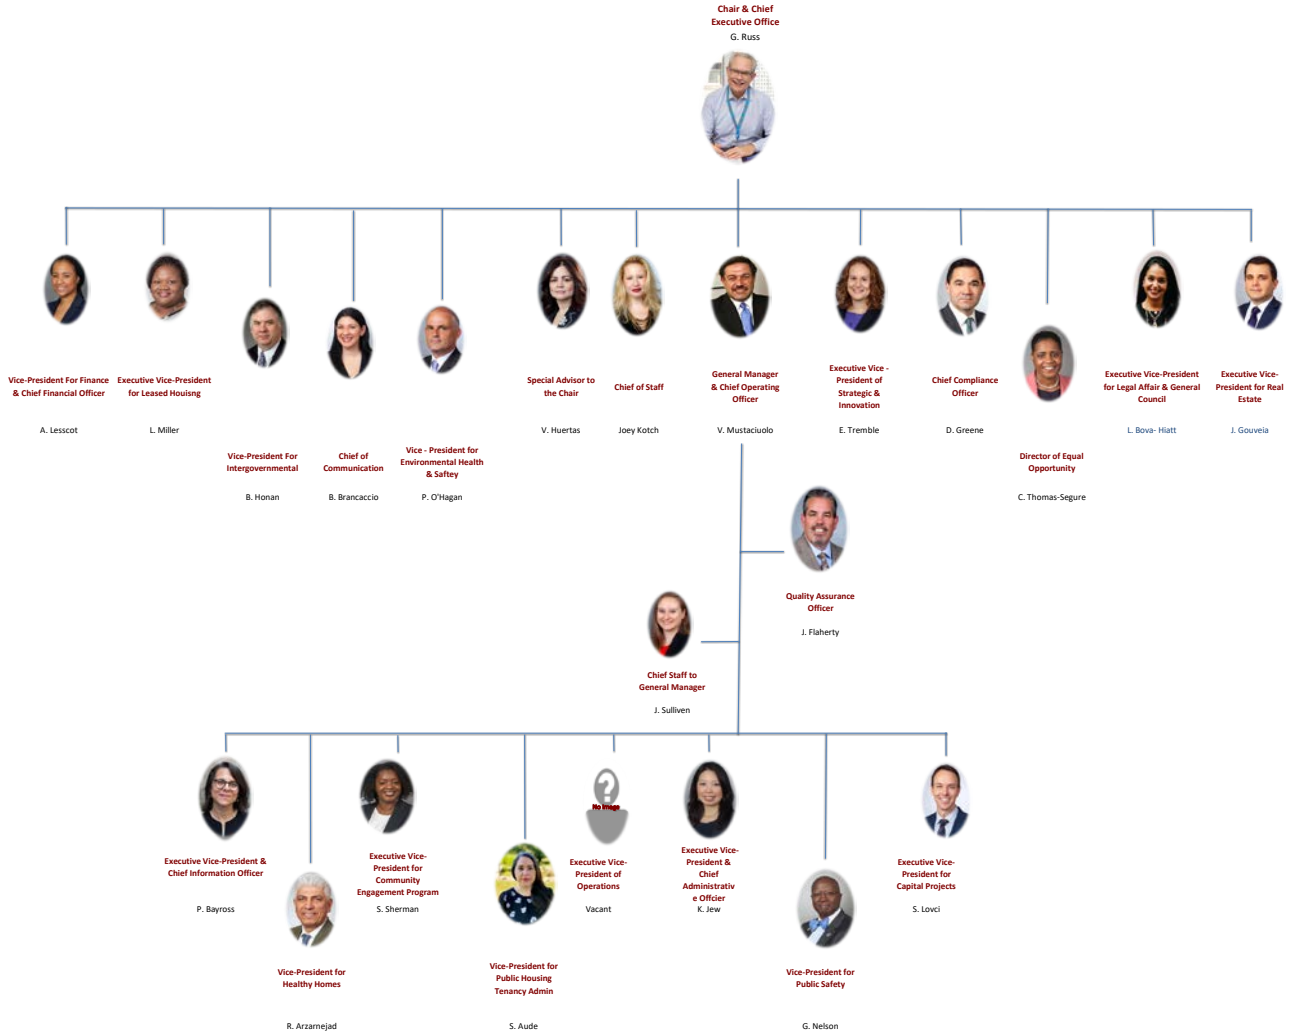 Chair & Chief
Executive Office
G. Russ
Vice-President For Finance
& Chief Financial Officer
A. Lesscot
Executive Vice-President
for Leased Houisng
L. Miller
Vice-President For
Intergovernmental
B. Honan
Chief of
Communication
B. Brancaccio
Vice - President for
Environmental Health
& Saftey
P. O'Hagan
Special Advisor to
the Chair
V. Huertas
Chief of Staff
Joey Kotch
General Manager
& Chief Operating
Officer
V. Mustaciuolo
Executive Vice -
President of
Strategic &
Innovation
E. Tremble
Chief Compliance
Officer
D. Greene
Director of Equal
Opportunity
C. Thomas-Segure
Executive Vice-President
for Legal Affair & General
Council
L. Bova- Hiatt
Executive Vice-
President for Real
Estate
J. Gouveia
Quality Assurance
Officer
J. Flaherty
Chief Staff to
General Manager
J. Sulliven
Executive Vice-President &
Chief Information Officer
P. Bayross
Vice-President for
Healthy Homes
R. Arzarnejad
Executive Vice-
President for
Community
Engagement Program
S. Sherman
Vice-President for
Public Housing
Tenancy Admin
S. Aude
?
No Image
Executive Vice-
President of
Operations
Vacant
Executive Vice-
President &
Chief
Administrativ
e Offcier
K. Jew
Vice-President for
Public Safety
G. Nelson
Executive Vice-
President for
Capital Projects
S. Lovci